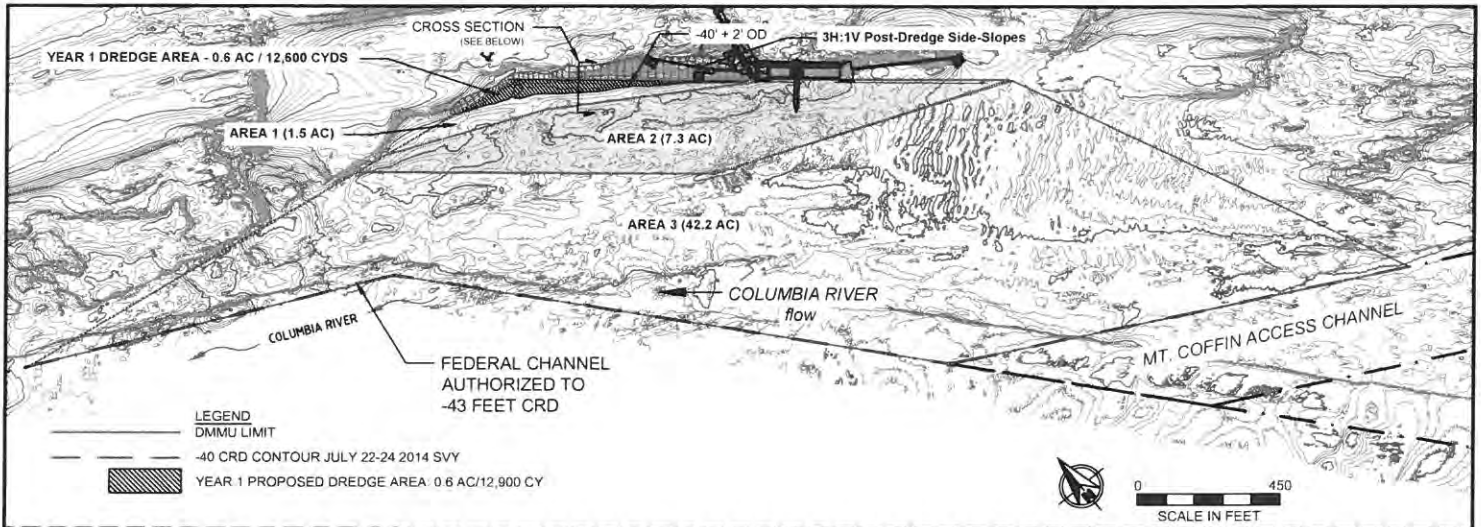 CROSS SECTION
(SEE BELOW)
-40' + 2' OD
3H:1V Post-Dredge Side-Slopes
YEAR 1 DREDGE AREA - 0.6 AC / 12,600 CYDS
AREA 1 (1.5 AC)
AREA 2 (7.3 AC)
AREA 3 (42.2 AC)
COLUMBIA RIVER
flow
COLUMBIA RIVER
MT. COFFIN ACCESS CHANNEL
FEDERAL CHANNEL
AUTHORIZED TO
-43 FEET CRD
LEGEND
DMMU LIMIT
-40 CRD CONTOUR JULY 22-24 2014 SVY
YEAR 1 PROPOSED DREDGE AREA: 0.6 AC/12,900 CY
0 450
SCALE IN FEET